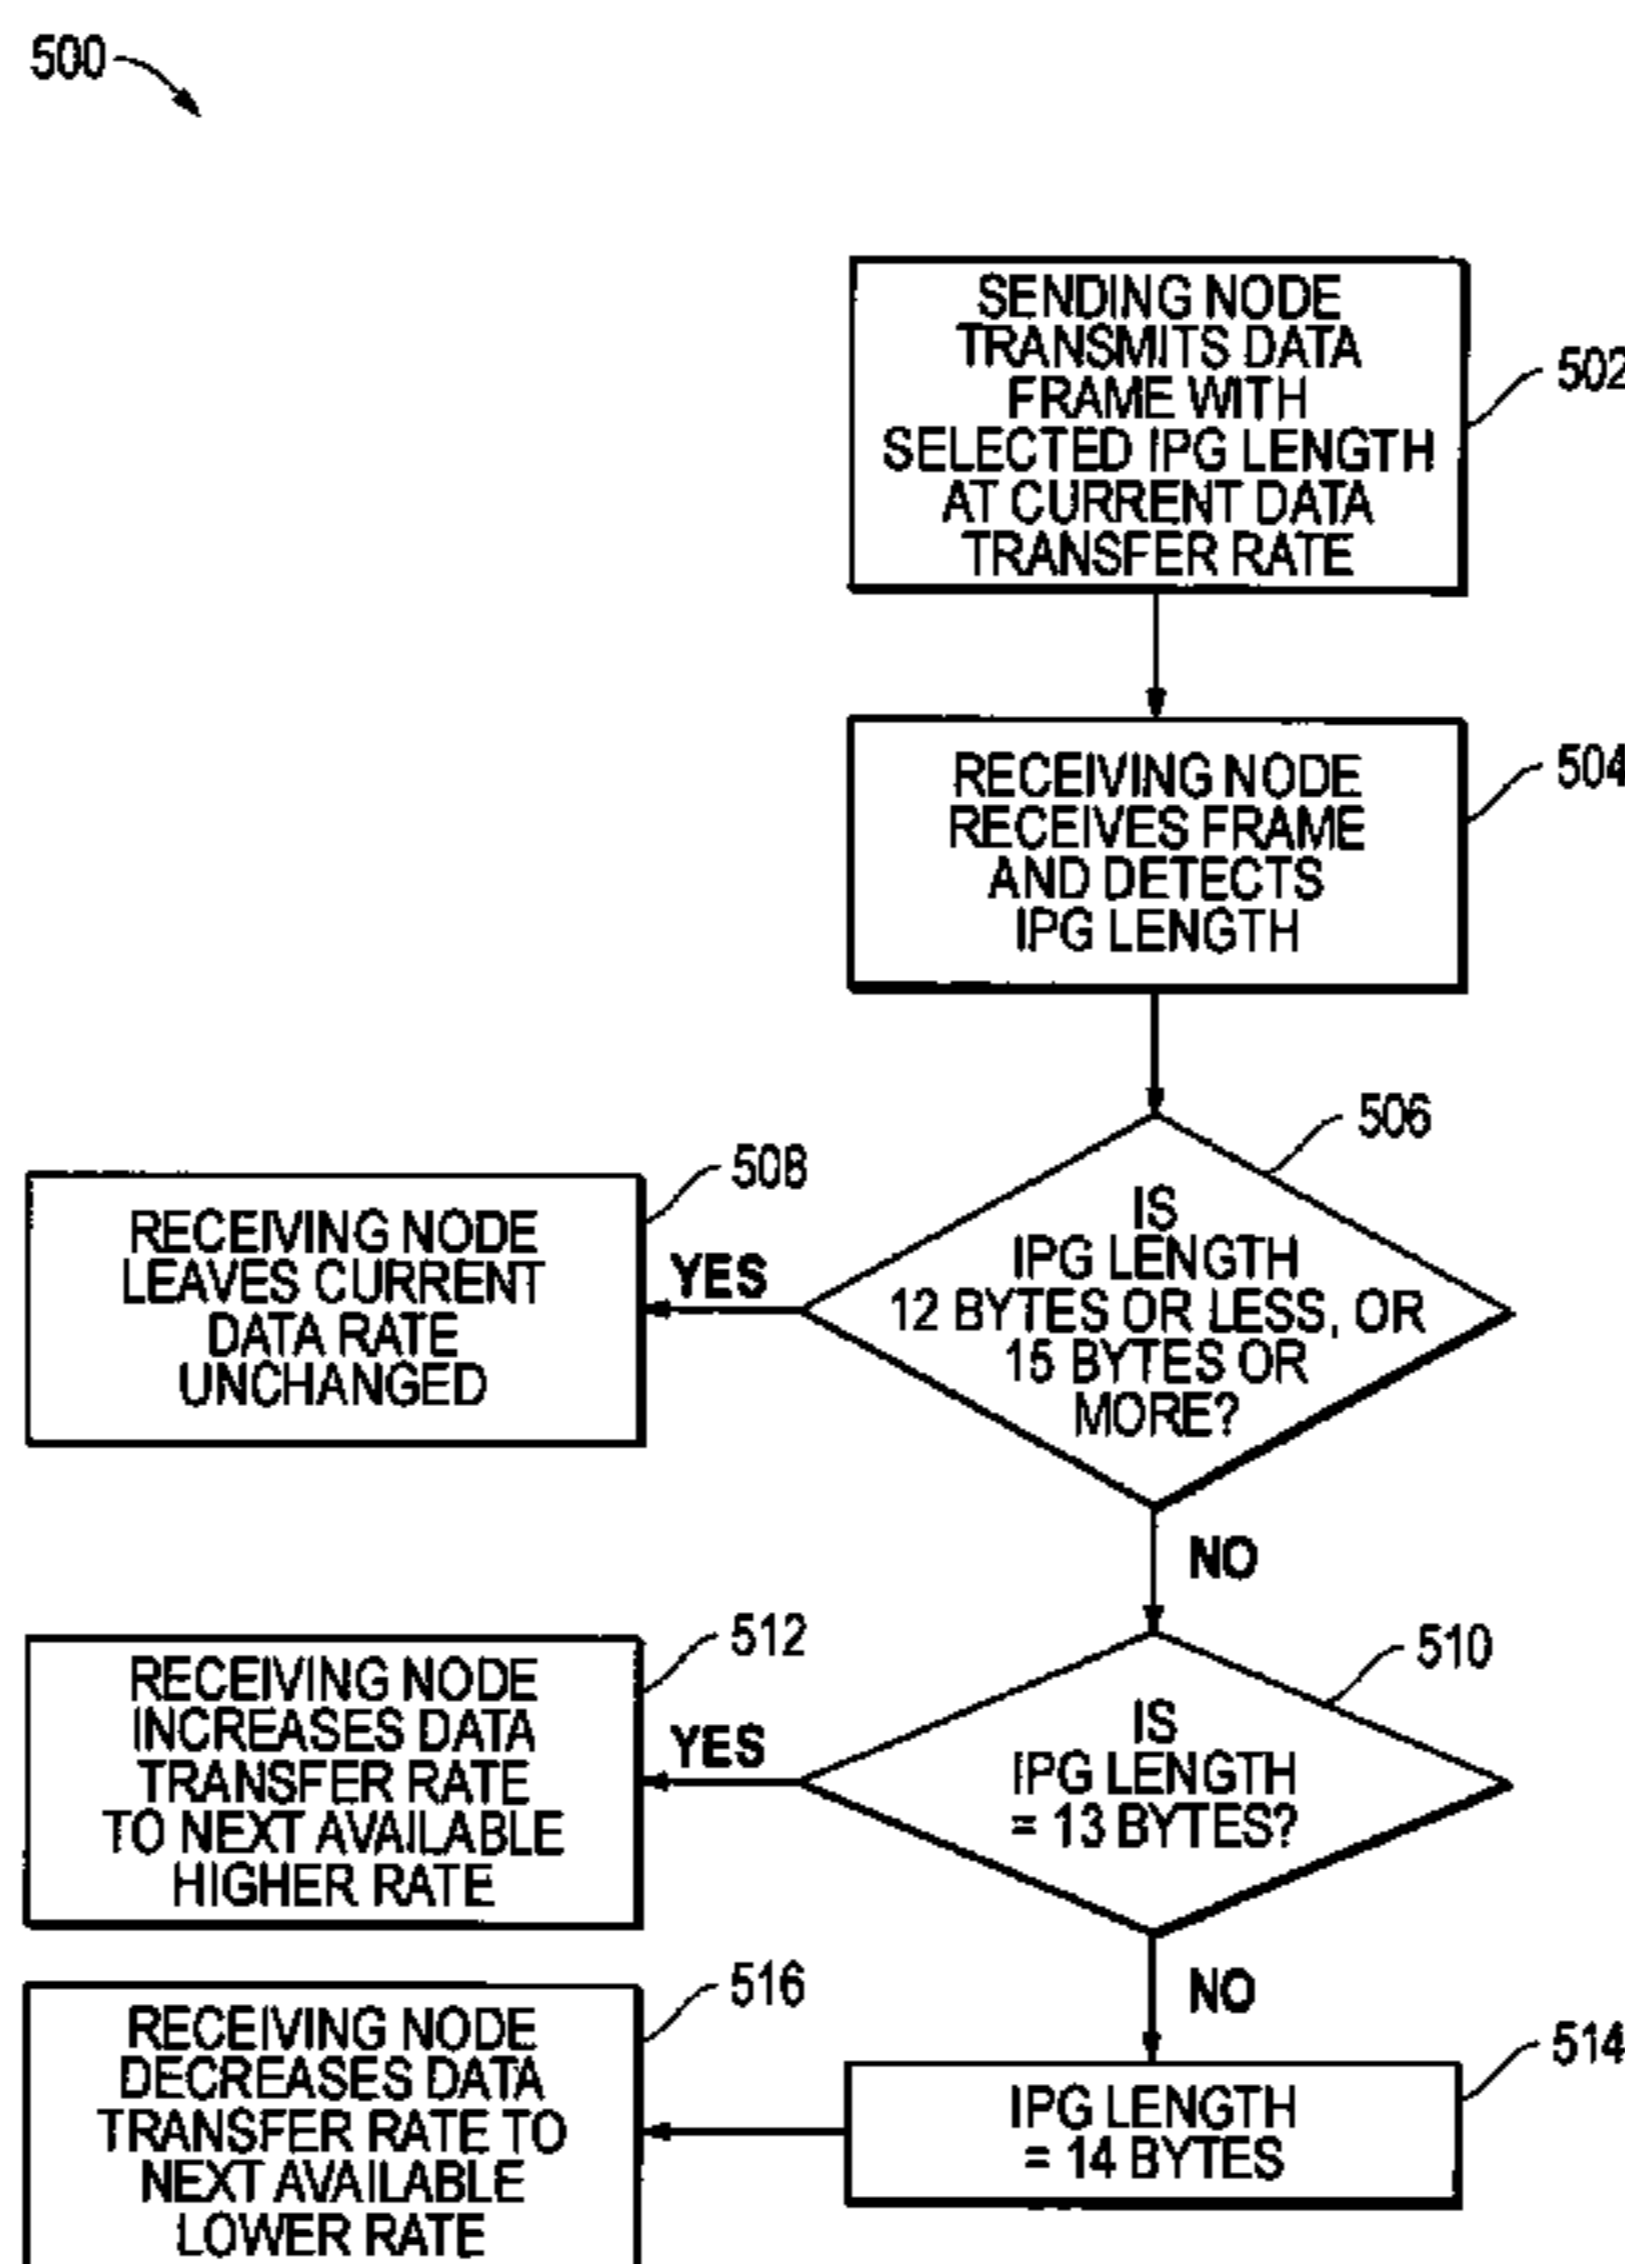 500
SENDING NODE
TRANSMITS DATA
FRAME WITH
SELECTED IPG LENGTH
AT CURRENT DATA
TRANSFER RATE
502
RECEIVING NODE
RECEIVES FRAME
AND DETECTS
IPG LENGTH
504
506
IS
IPG LENGTH
12 BYTES OR LESS, OR
15 BYTES OR
MORE?
YES
508
RECEIVING NODE
LEAVES CURRENT
DATA RATE
UNCHANGED
NO
510
IS
IPG LENGTH
= 13 BYTES?
YES
512
RECEIVING NODE
INCREASES DATA
TRANSFER RATE
TO NEXT AVAILABLE
HIGHER RATE
NO
514
IPG LENGTH
= 14 BYTES
516
RECEIVING NODE
DECREASES DATA
TRANSFER RATE TO
NEXT AVAILABLE
LOWER RATE